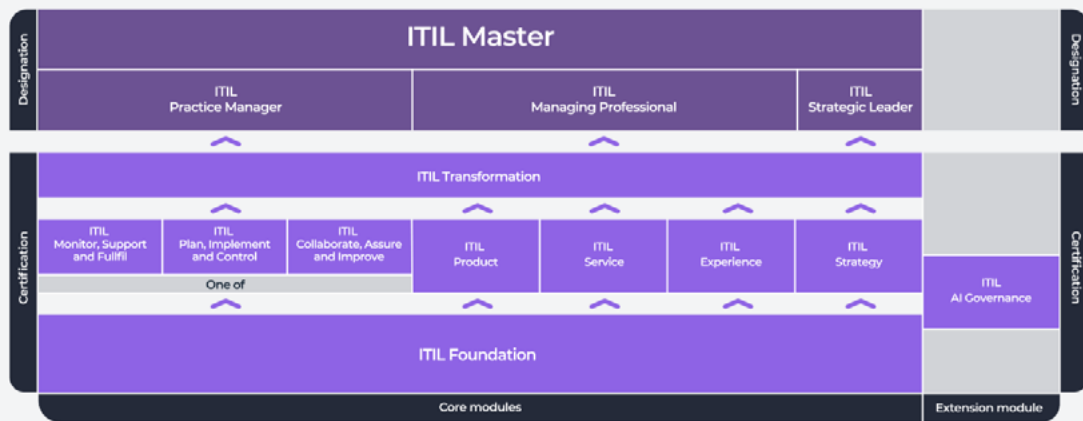 Designation
ITIL Master
Designation
ITIL
Practice Manager
ITIL
Managing Professional
ITIL
Strategic Leader
Certification
ITIL Transformation
Certification
ITIL
Monitor, Support
and Fullfil
ITIL
Plan, Implement
and Control
ITIL
Collaborate, Assure
and Improve
One of
ITIL
Product
ITIL
Service
ITIL
Experience
ITIL
Strategy
ITIL
AI Governance
ITIL Foundation
Core modules
Extension module